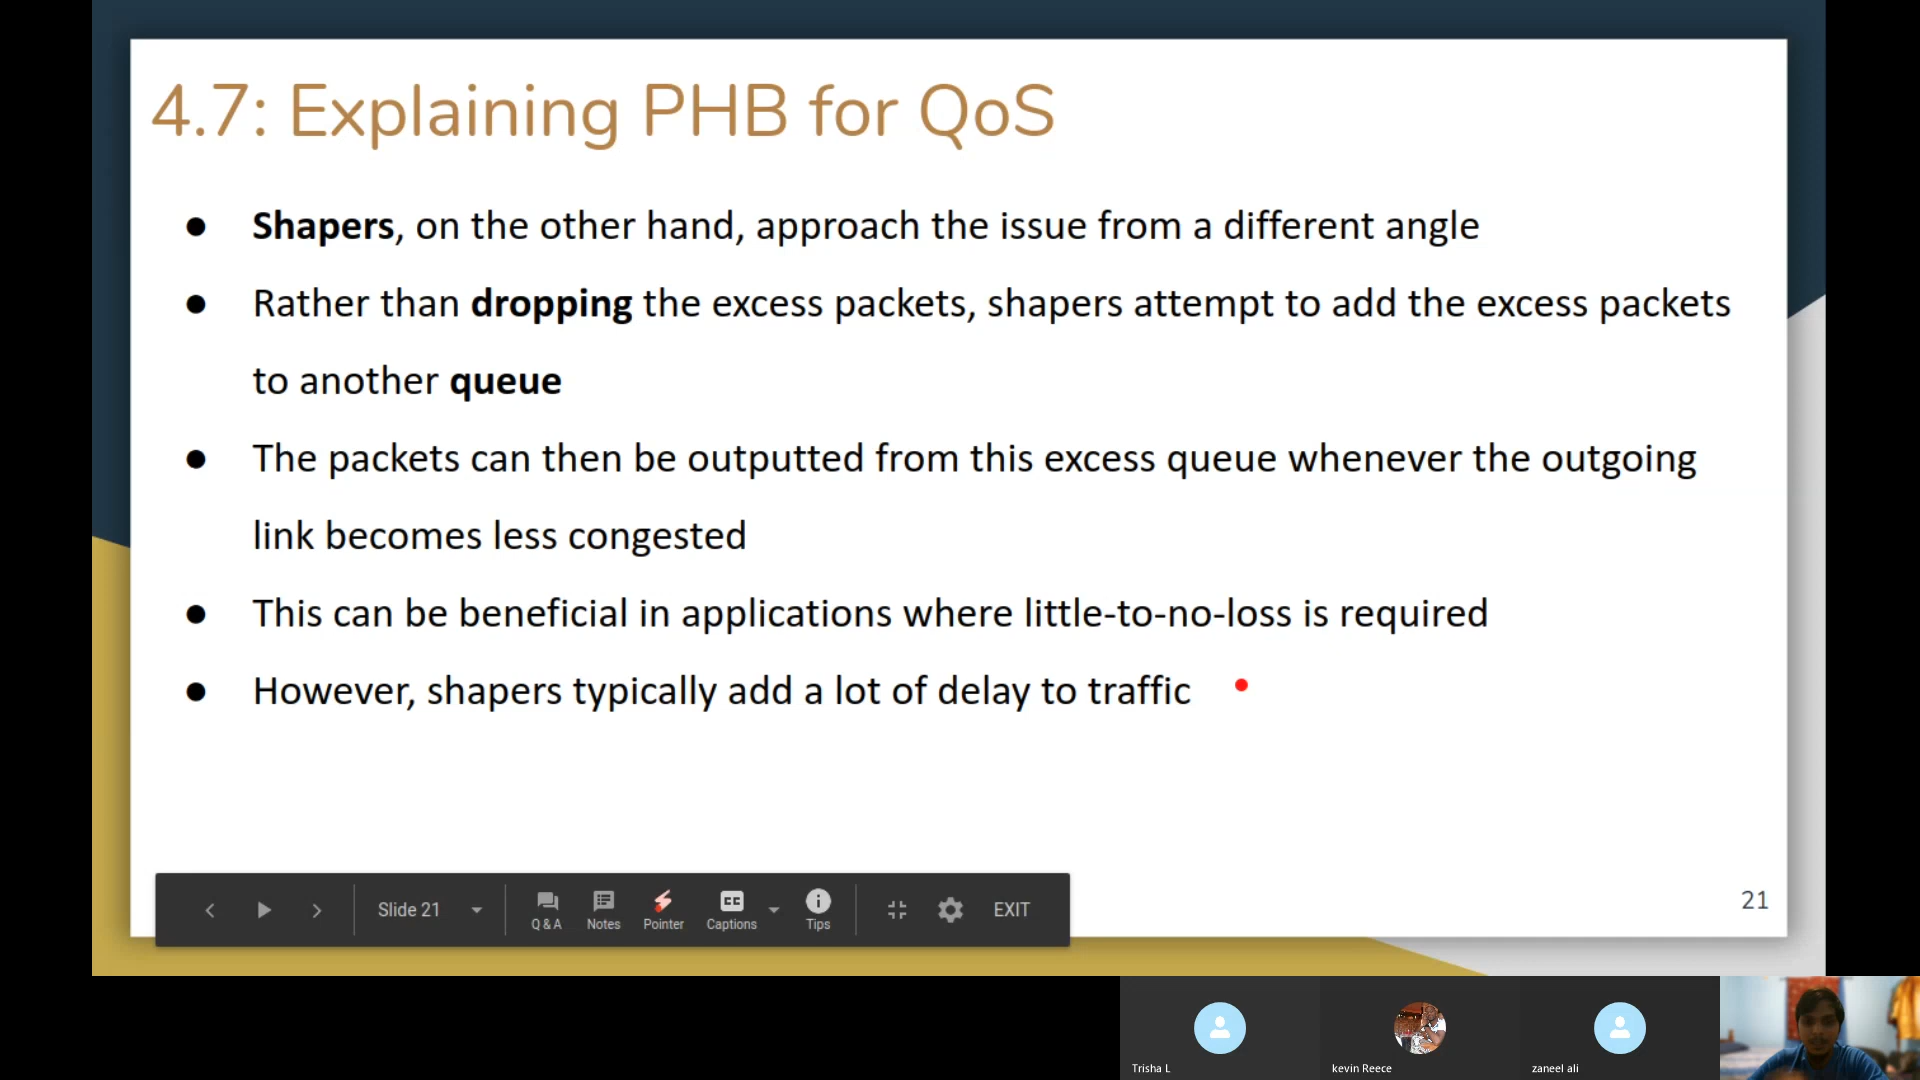 4.7: Explaining PHB for QoS
● Shapers, on the other hand, approach the issue from a different angle
● Rather than dropping the excess packets, shapers attempt to add the excess packets
to another queue
● The packets can then be outputted from this excess queue whenever the outgoing
link becomes less congested
● This can be beneficial in applications where little-to-no-loss is required
● However, shapers typically add a lot of delay to traffic
21
Slide 21
Q & A
Notes
Pointer
CC
Captions
Tips
EXIT
Trisha L
kevin Reece
zaneel ali